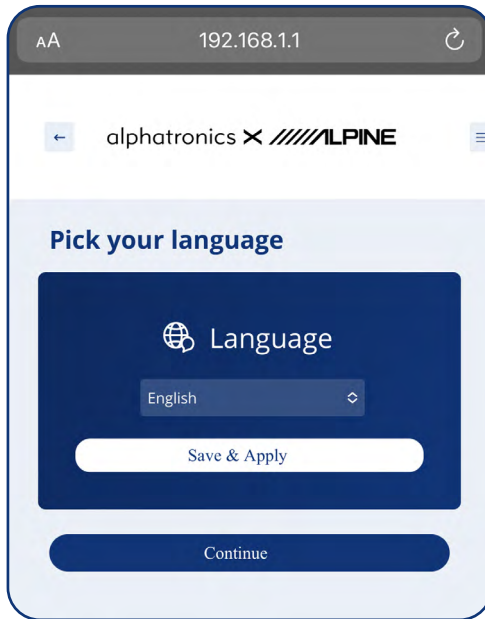 AA 192.168.1.1
alphatronics X ALPINE
Pick your language
Language
English
Save & Apply
Continue